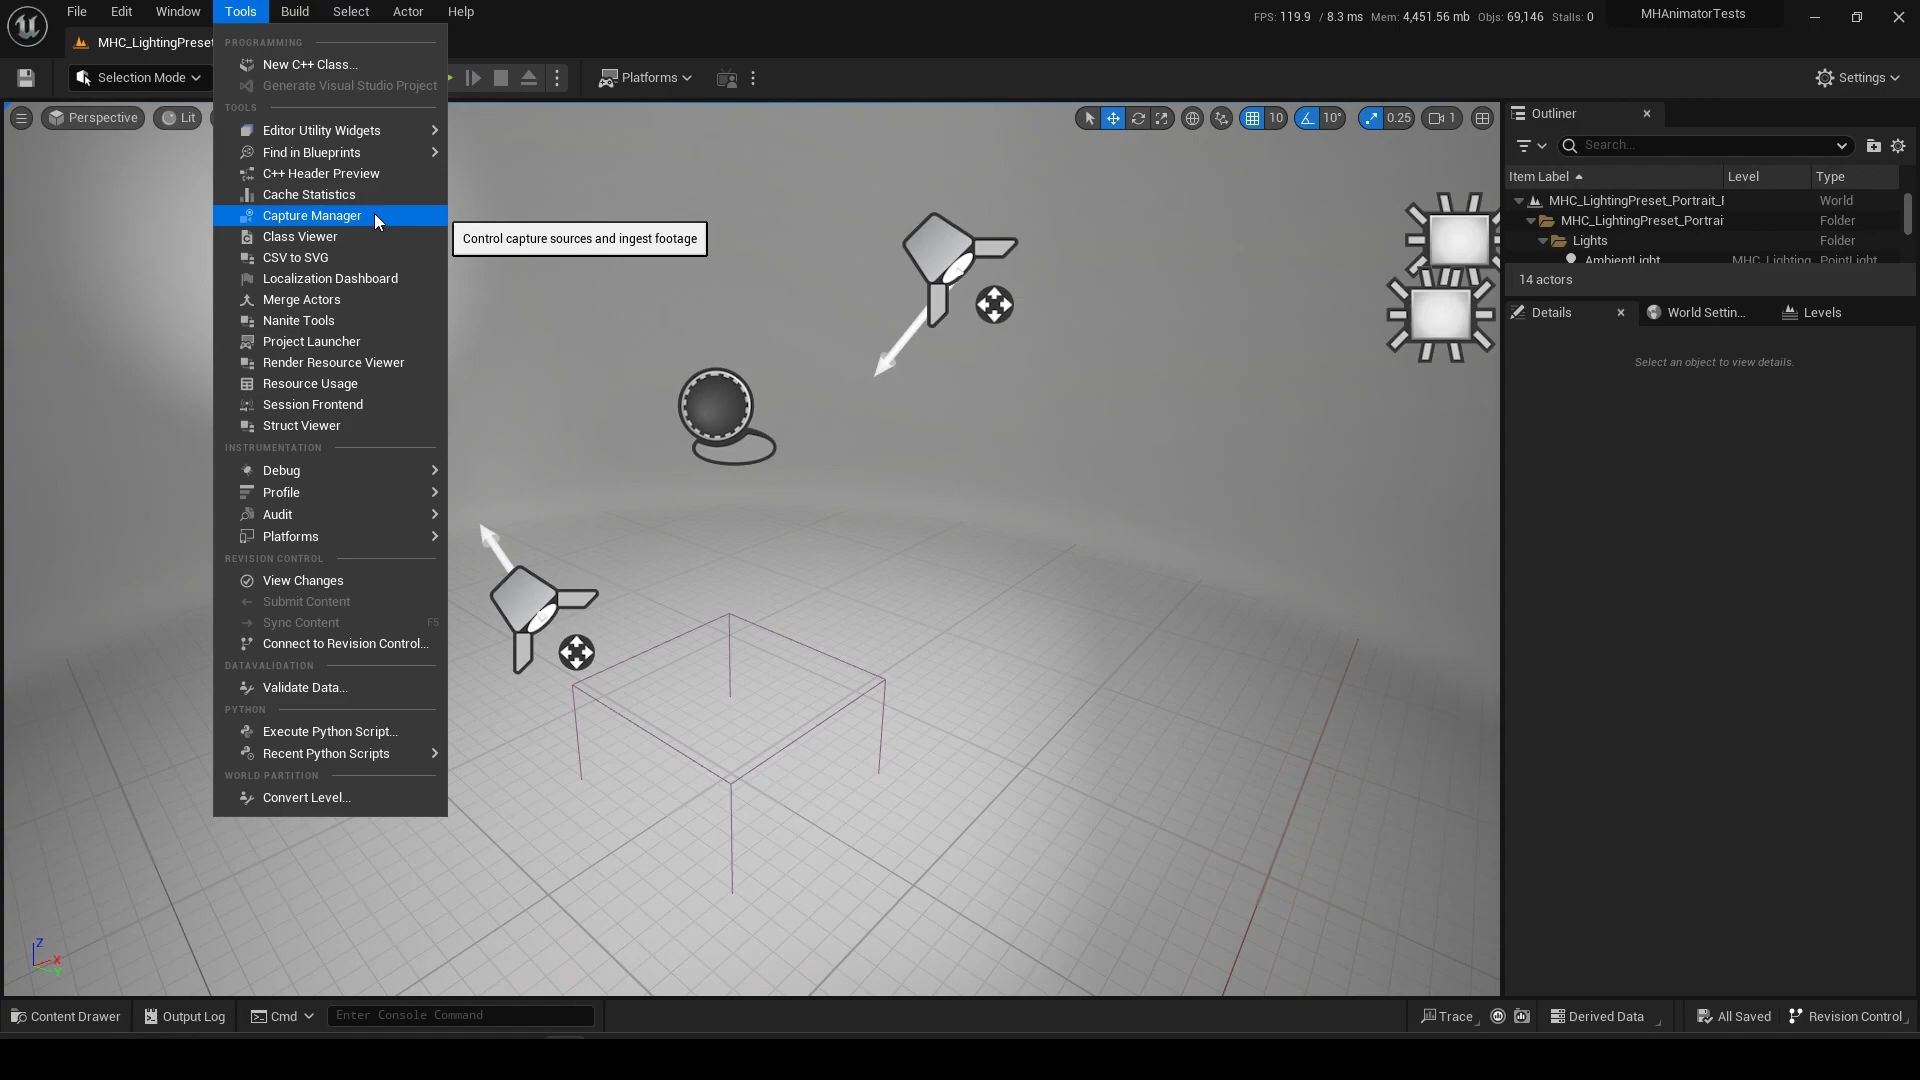 File Edit Window Tools Build Select Actor Help
FPS: 119.9 / 8.3 ms Mem: 4,451.56 mb Objs: 69,146 Stalls: 0
MHAnimatorTests
MHC_LightingPreset
Selection Mode
Platforms
Settings
PROGRAMMING
New C++ Class...
Generate Visual Studio Project
TOOLS
Editor Utility Widgets
Find in Blueprints
C++ Header Preview
Cache Statistics
Capture Manager
Class Viewer
CSV to SVG
Localization Dashboard
Merge Actors
Nanite Tools
Project Launcher
Render Resource Viewer
Resource Usage
Session Frontend
Struct Viewer
INSTRUMENTATION
Debug
Profile
Audit
Platforms
REVISION CONTROL
View Changes
Submit Content
Sync Content F5
Connect to Revision Control...
DATAVALIDATION
Validate Data...
PYTHON
Execute Python Script...
Recent Python Scripts
WORLD PARTITION
Convert Level...
Control capture sources and ingest footage
Perspective Lit
10 10° 0.25 1
Z
X
Y
Outliner
Search...
Item Label Level Type
MHC_LightingPreset_Portrait_ World
MHC_LightingPreset_Portrai Folder
Lights Folder
AmbientLight MHC_Lighting PointLight
14 actors
Details World Settin... Levels
Select an object to view details.
Content Drawer Output Log Cmd Enter Console Command
Trace Derived Data All Saved Revision Control